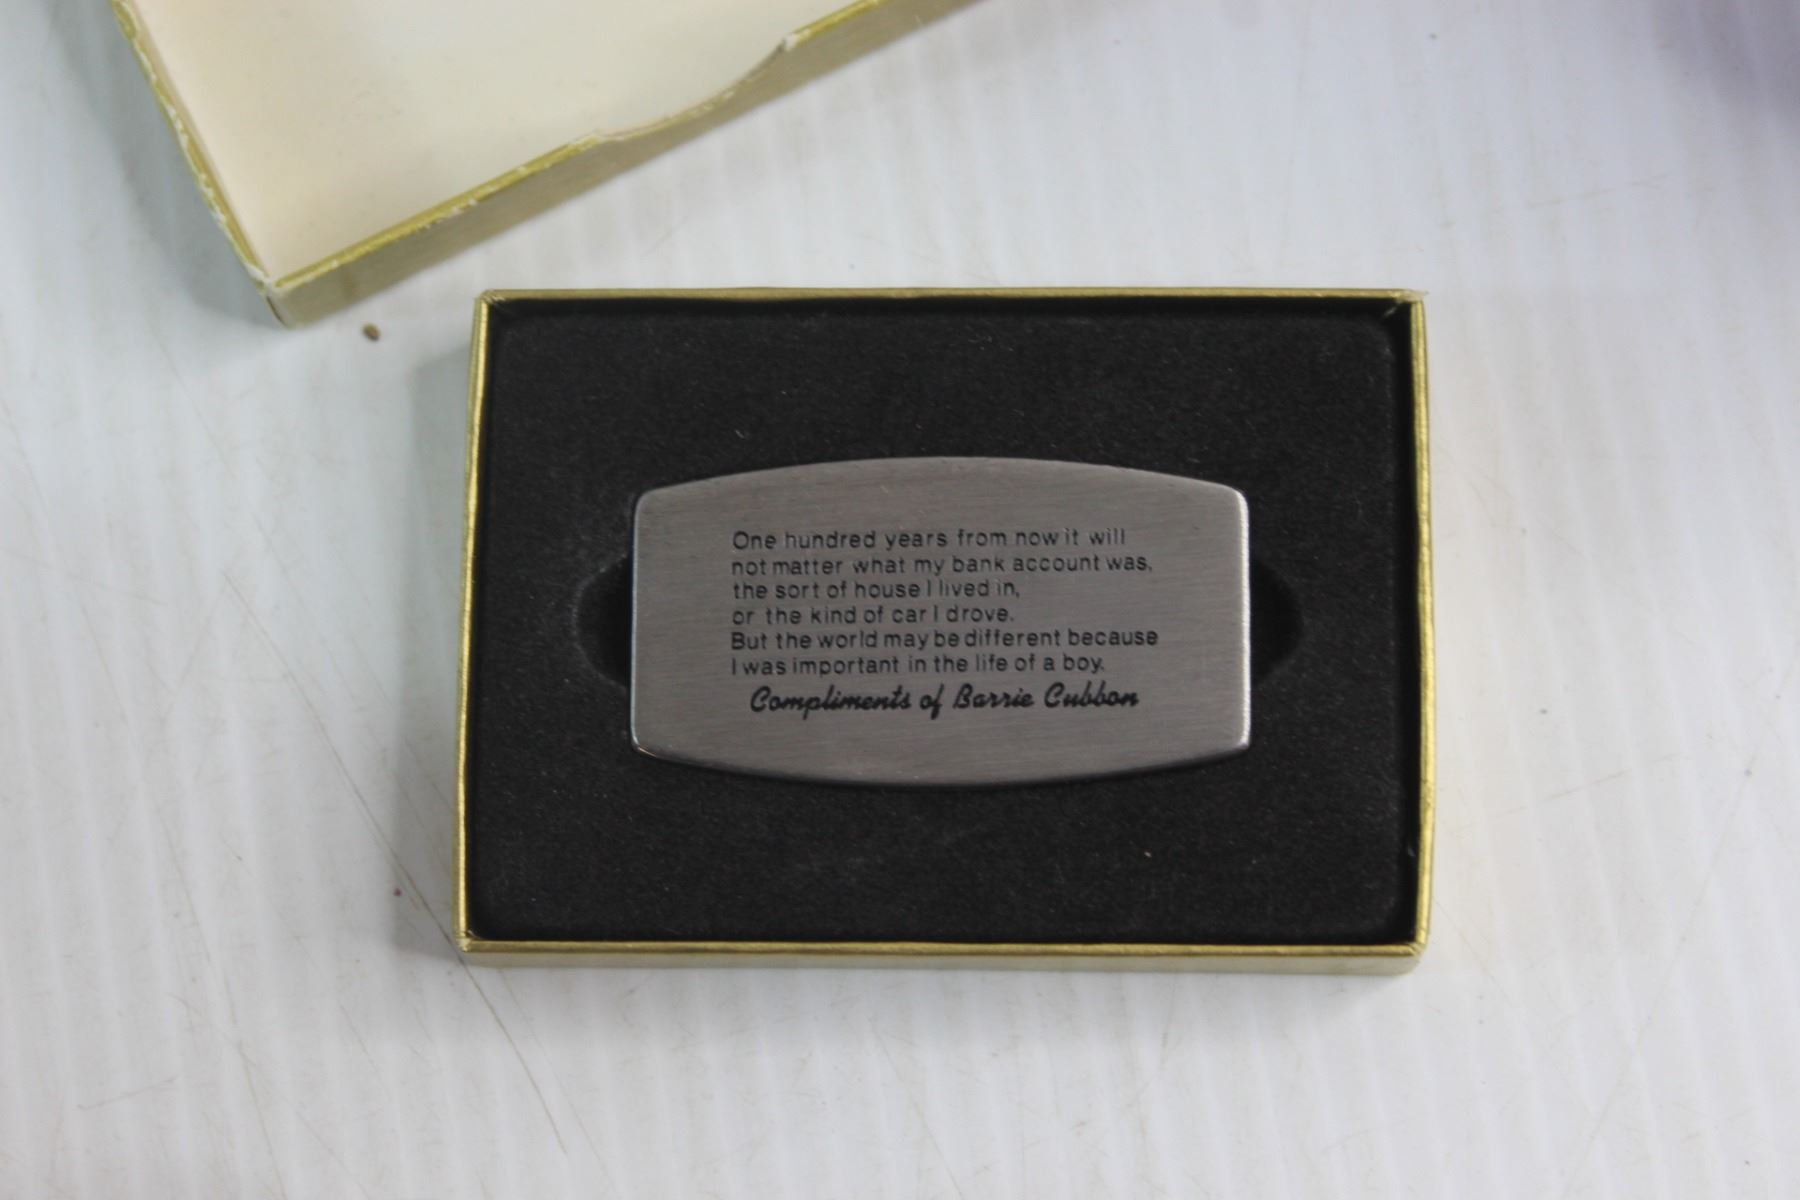 One hundred years from now it will
not matter what my bank account was,
the sort of house I lived in,
or the kind of car I drove.
But the world may be different because
I was important in the life of a boy.
Compliments of Barrie Cubbon